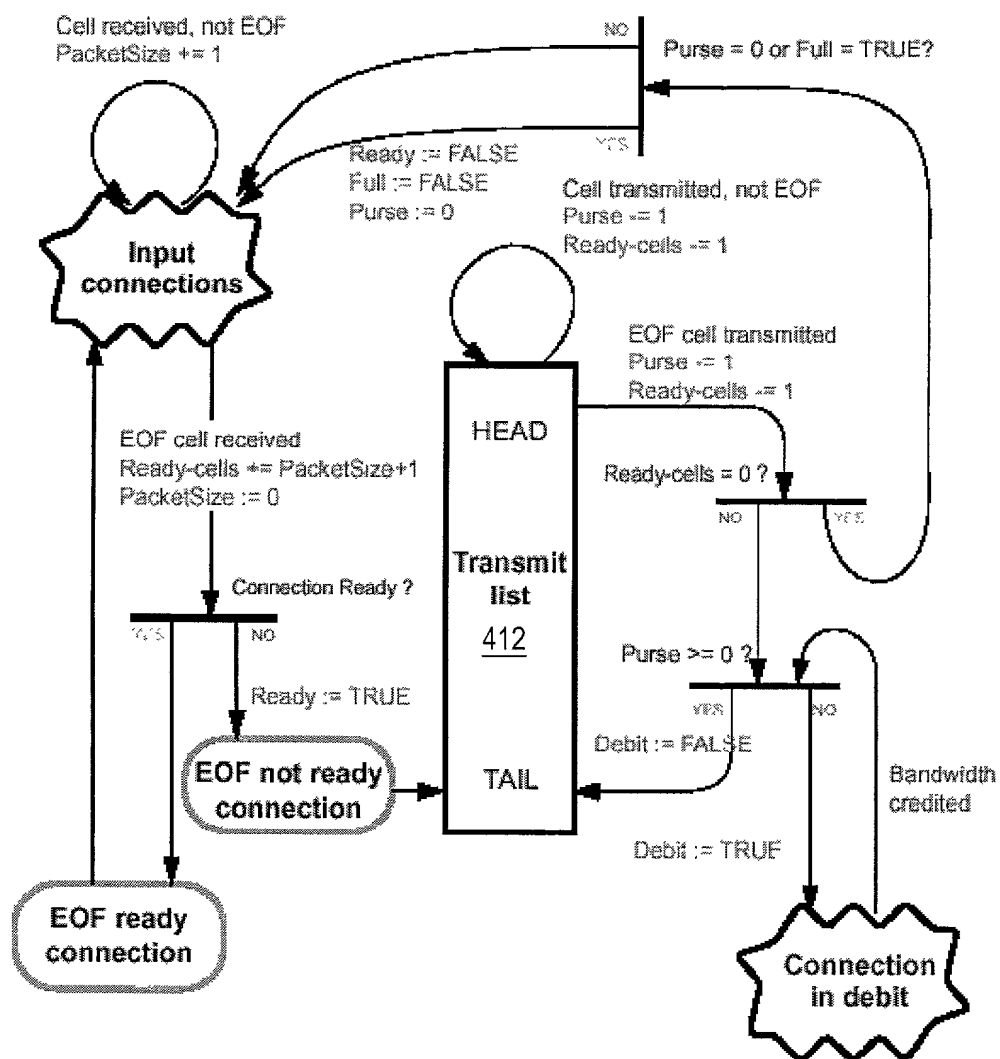 Cell received, not EOF
PacketSize += 1
NO
Purse = 0 or Full = TRUE?
YES
Ready := FALSE
Full := FALSE
Purse := 0
Cell transmitted, not EOF
Purse -= 1
Ready-cells -= 1
Input
connections
EOF cell transmitted
Purse -= 1
Ready-cells -= 1
HEAD
EOF cell received
Ready-cells += PacketSize+1
PacketSize := 0
Ready-cells = 0 ?
NO
YES
Transmit
list
412
Connection Ready ?
YES
NO
Purse >= 0 ?
YES
NO
Ready := TRUE
Debit := FALSE
EOF not ready
connection
TAIL
Bandwidth
credited
Debit := TRUE
EOF ready
connection
Connection
in debit